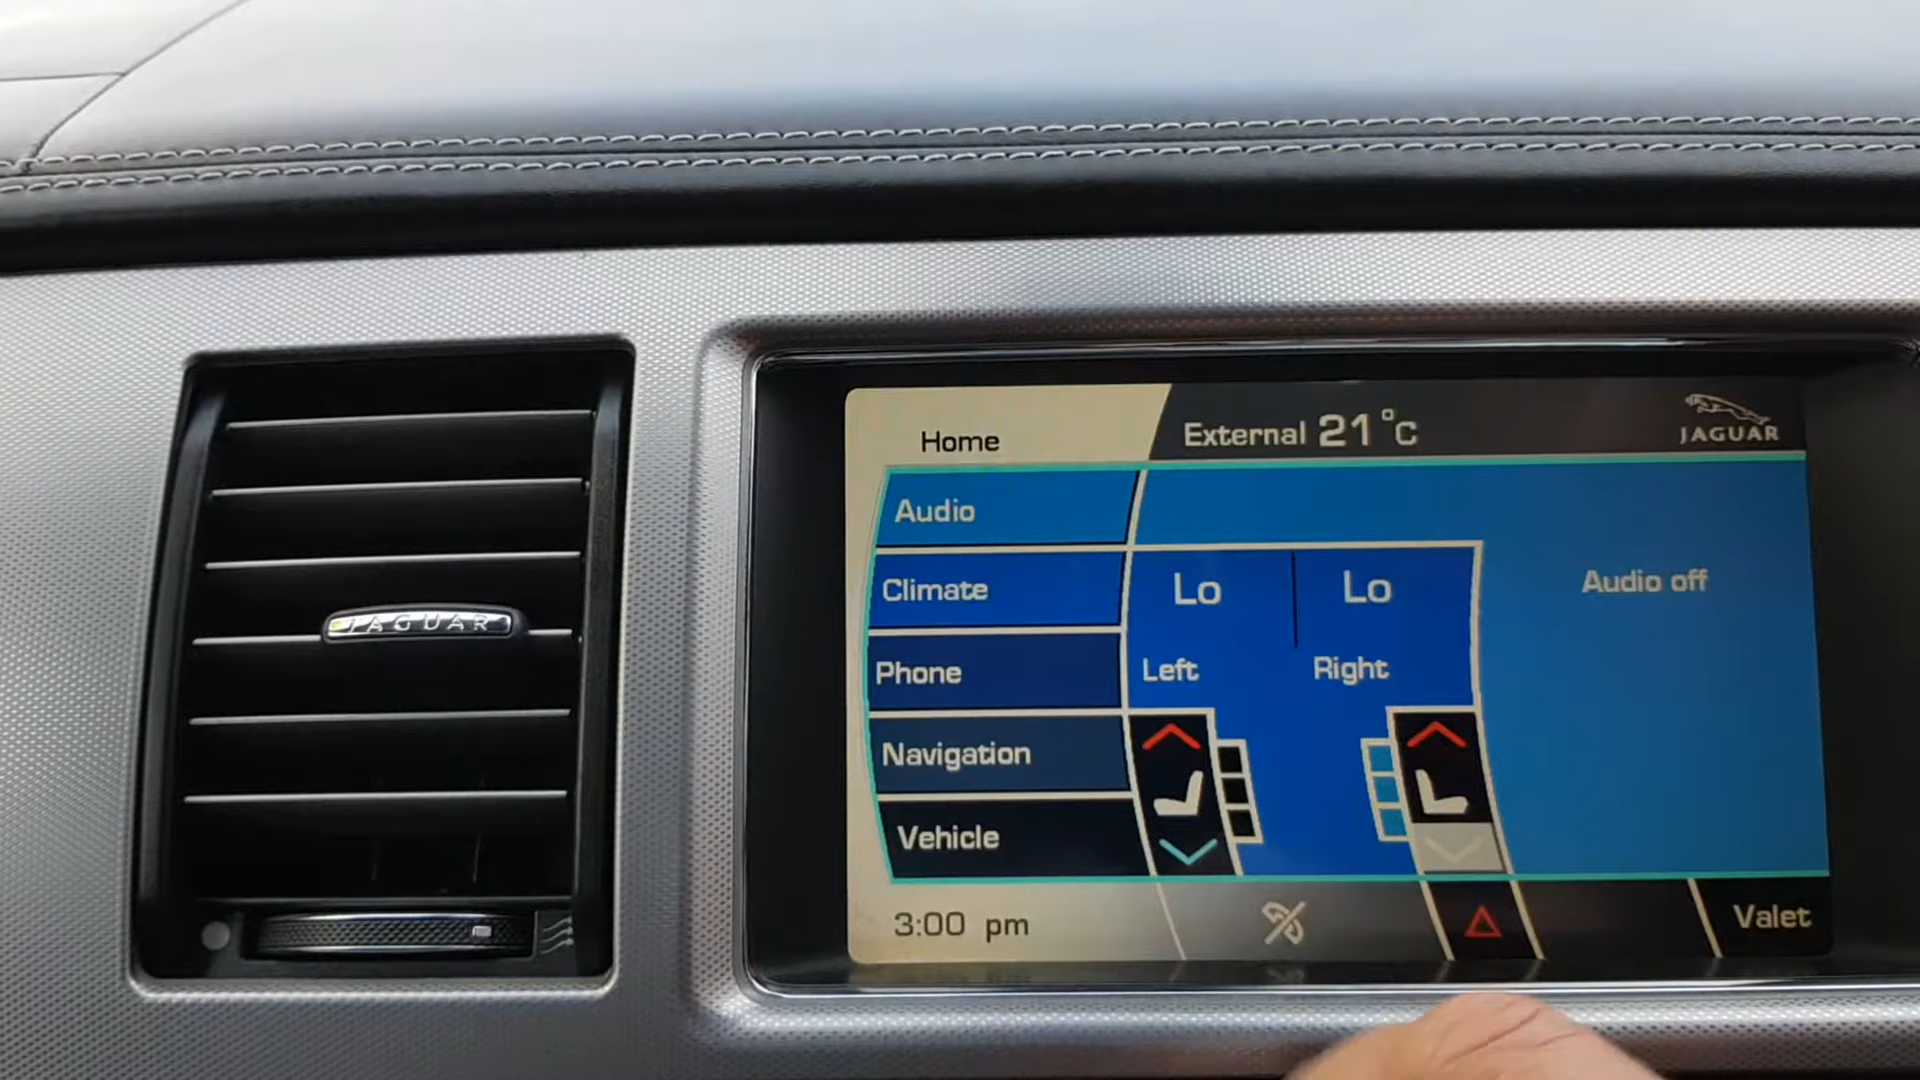 Home
External 21°C
JAGUAR
Audio
Climate
Lo
Lo
Audio off
JAGUAR
Phone
Left
Right
Navigation
Vehicle
3:00 pm
Valet